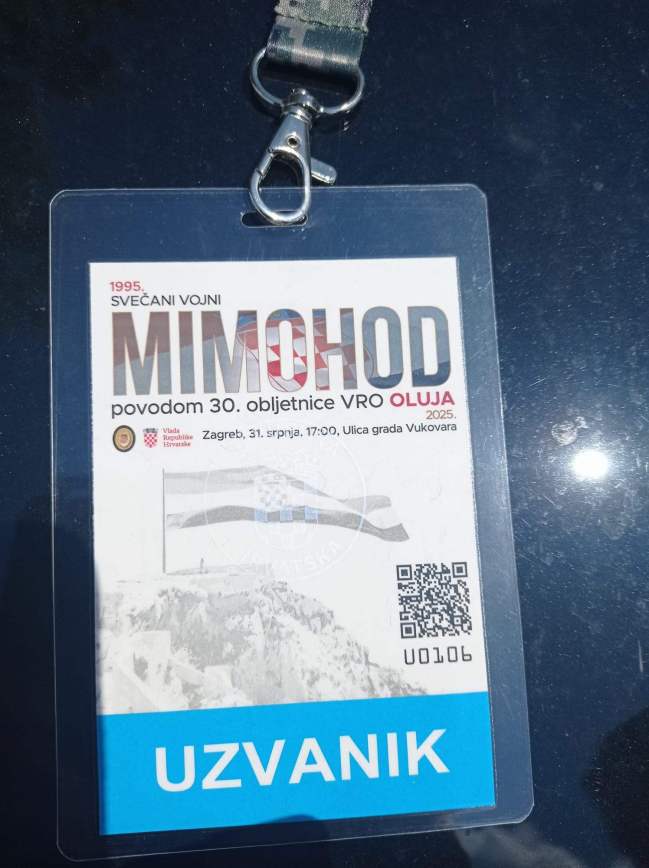 1995.
SVEČANI VOJNI
MIMOHOD
povodom 30. obljetnice VRO OLUJA
2025.
Vlada
Republike
Hrvatske
Zagreb, 31. srpnja, 17:00, Ulica grada Vukovara
U0106
UZVANIK